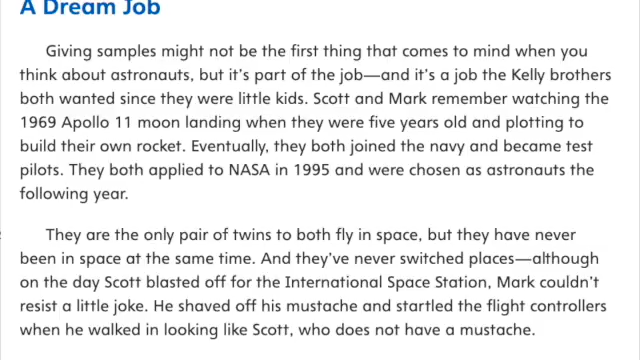 A Dream Job
Giving samples might not be the first thing that comes to mind when you
think about astronauts, but it's part of the job—and it's a job the Kelly brothers
both wanted since they were little kids. Scott and Mark remember watching the
1969 Apollo 11 moon landing when they were five years old and plotting to
build their own rocket. Eventually, they both joined the navy and became test
pilots. They both applied to NASA in 1995 and were chosen as astronauts the
following year.
They are the only pair of twins to both fly in space, but they have never
been in space at the same time. And they've never switched places—although
on the day Scott blasted off for the International Space Station, Mark couldn't
resist a little joke. He shaved off his mustache and startled the flight controllers
when he walked in looking like Scott, who does not have a mustache.